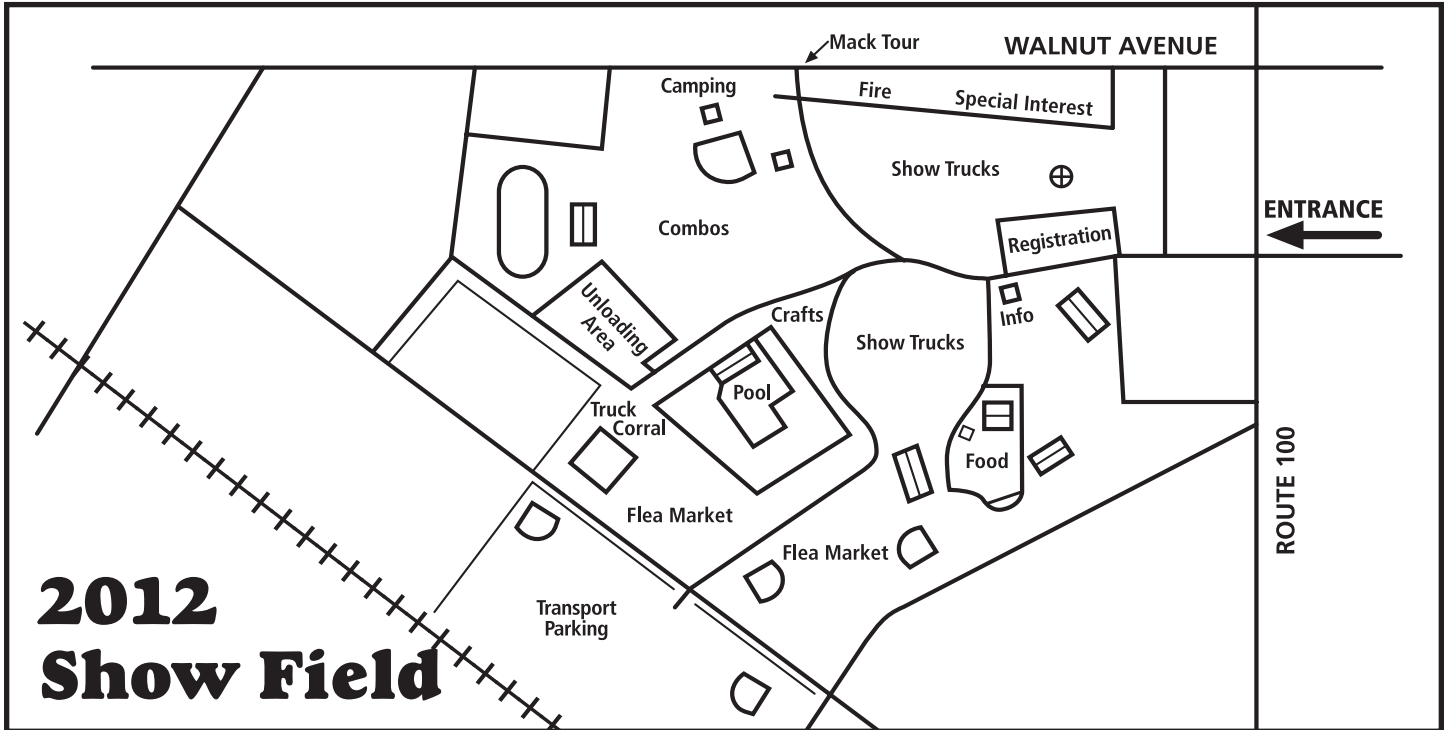 Mack Tour
WALNUT AVENUE
Camping
Fire
Special Interest
Show Trucks
ENTRANCE
Combos
Registration
Unloading
Area
Crafts
Info
Show Trucks
Pool
Truck
Corral
Food
Flea Market
Flea Market
ROUTE 100
Transport
Parking
2012
Show Field